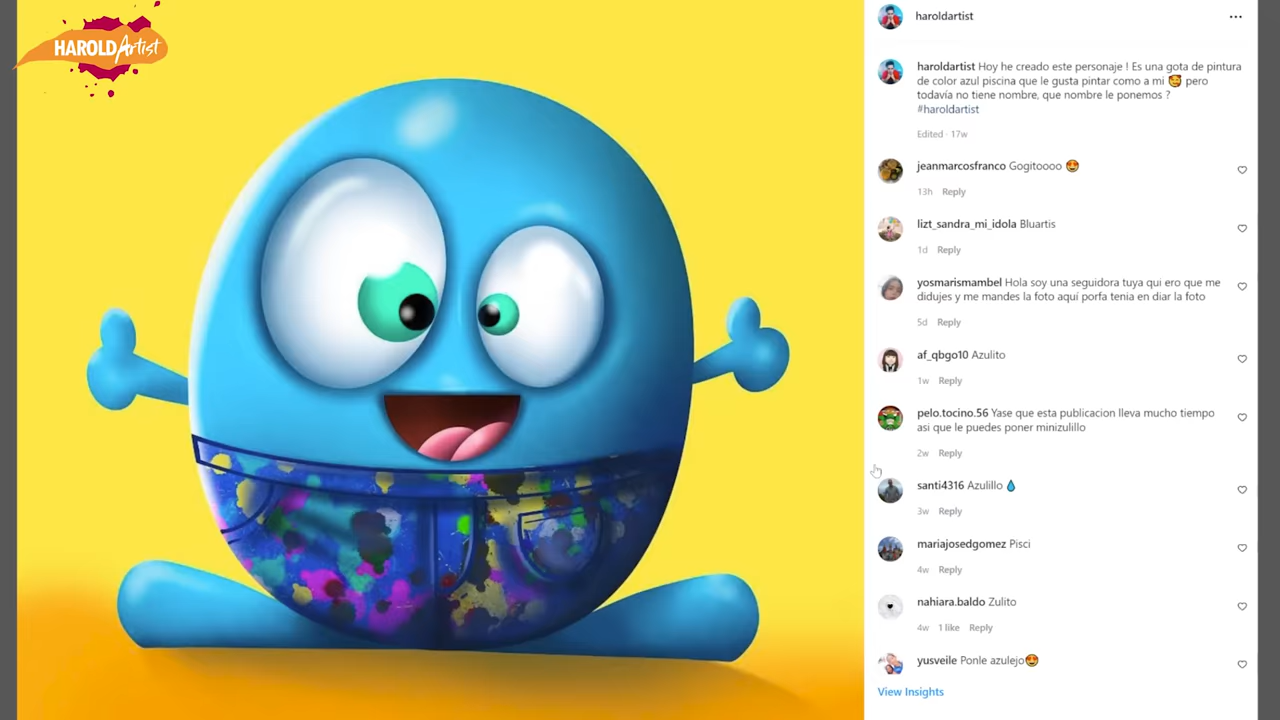 HAROLDArtist
haroldartist
haroldartist Hoy he creado este personaje ! Es una gota de pintura
de color azul piscina que le gusta pintar como a mi 🥰 pero
todavía no tiene nombre, que nombre le ponemos ?
#haroldartist
Edited · 17w
jeanmarcosfranco Gogitoooo 😍
13h Reply
lizt_sandra_mi_idola Bluartis
1d Reply
yosmarismambel Hola soy una seguidora tuya qui ero que me
didujes y me mandes la foto aquí porfa tenia en diar la foto
5d Reply
af_qbgo10 Azulito
1w Reply
pelo.tocino.56 Yase que esta publicacion lleva mucho tiempo
asi que le puedes poner minizulillo
2w Reply
santi4316 Azulillo 💧
3w Reply
mariajosedgomez Pisci
4w Reply
nahiara.baldo Zulito
4w 1 like Reply
yusveile Ponle azulejo😍
View Insights